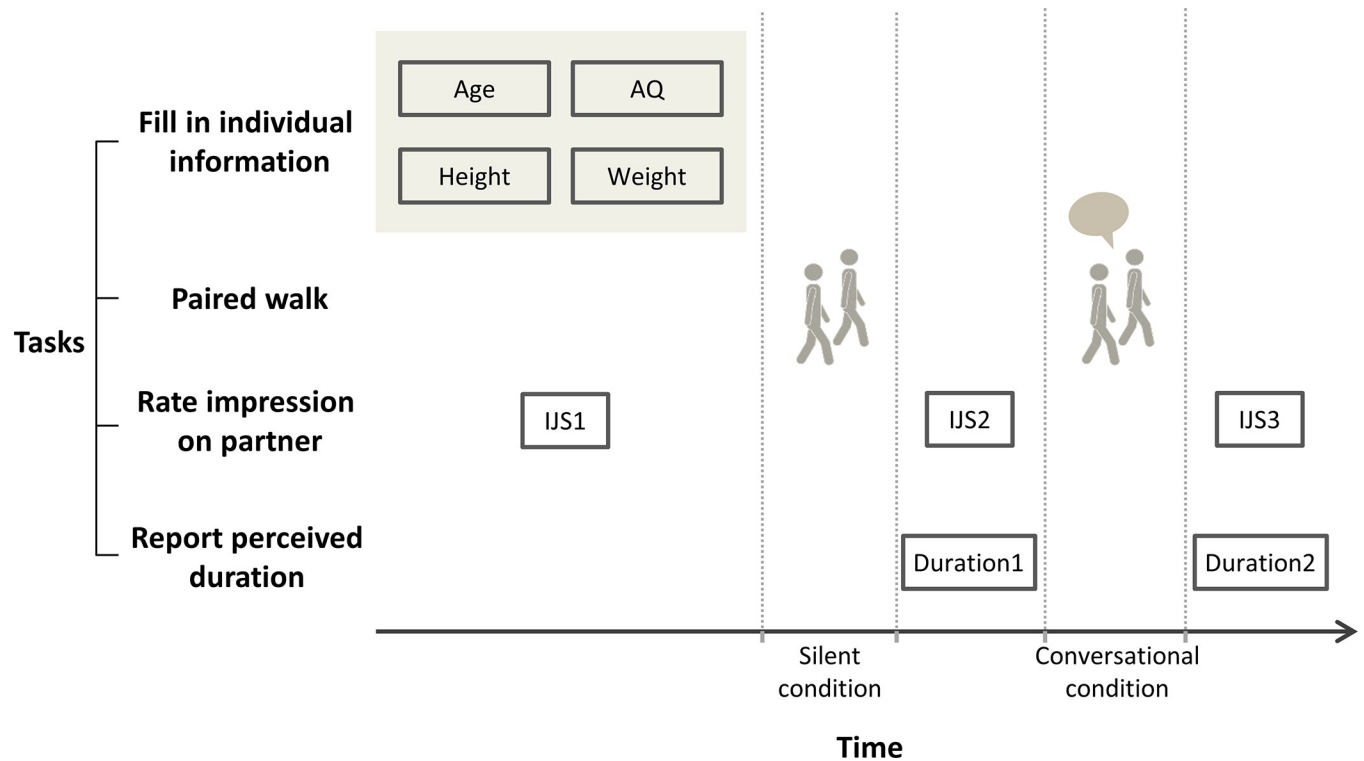 Age
AQ
Fill in individual
information
Height
Weight
Paired walk
Tasks
Rate impression
on partner
IJS1
IJS2
IJS3
Report perceived
duration
Duration1
Duration2
Silent
condition
Conversational
condition
Time